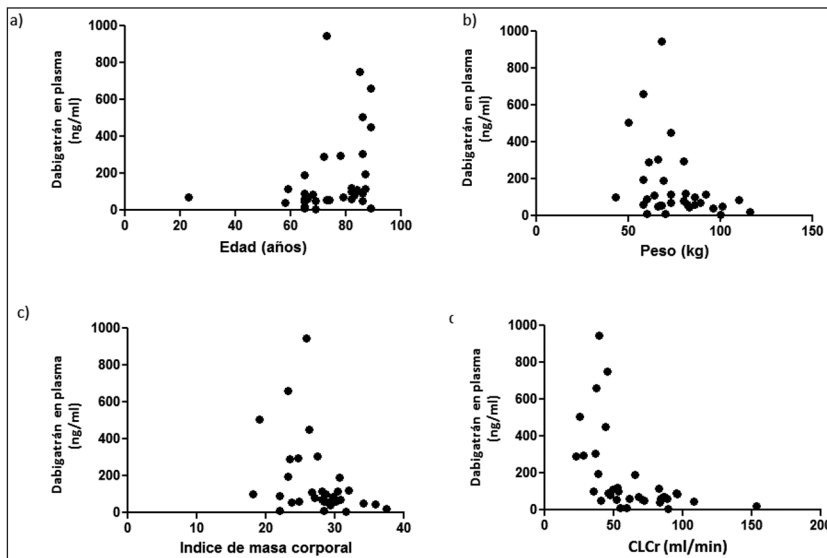 a)
Dabigatrán en plasma
(ng/ml)
1000
800
600
400
200
0
0 20 40 60 80 100
Edad (años)
b)
Dabigatrán en plasma
(ng/ml)
1000
800
600
400
200
0
0 50 100 150
Peso (kg)
c)
Dabigatrán en plasma
(ng/ml)
1000
800
600
400
200
0
0 10 20 30 40
Indice de masa corporal
Dabigatrán en plasma
(ng/ml)
1000
800
600
400
200
0
0 50 100 150 200
CLCr (ml/min)